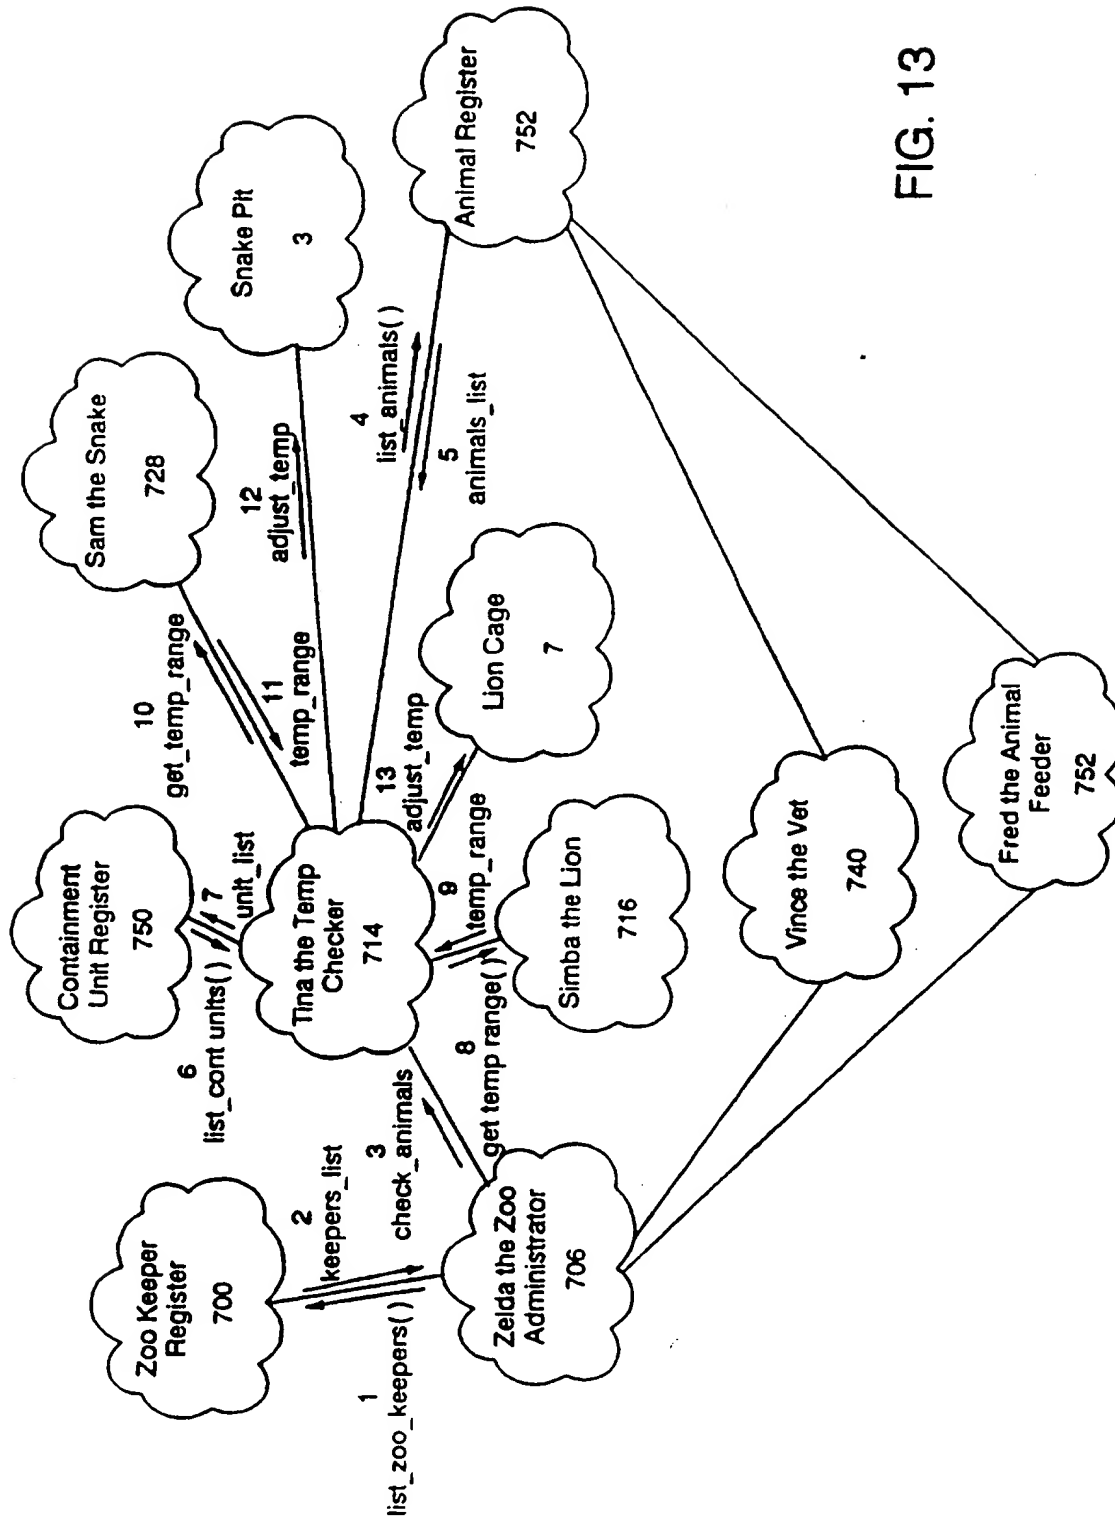 Zoo Keeper
Register
700
1
list_zoo_keepers()
2
keepers_list
Zelda the Zoo
Administrator
706
3
check_animals
Containment
Unit Register
750
6
list_cont units()
7
unit_list
Tina the Temp
Checker
714
8
get temp range()
9
temp_range
Simba the Lion
716
10
get_temp_range
11
temp_range
Sam the Snake
728
12
adjust_temp
Snake Pit
3
13
adjust_temp
Lion Cage
7
4
list_animals()
5
animals_list
Animal Register
752
Vince the Vet
740
Fred the Animal
Feeder
752
FIG. 13